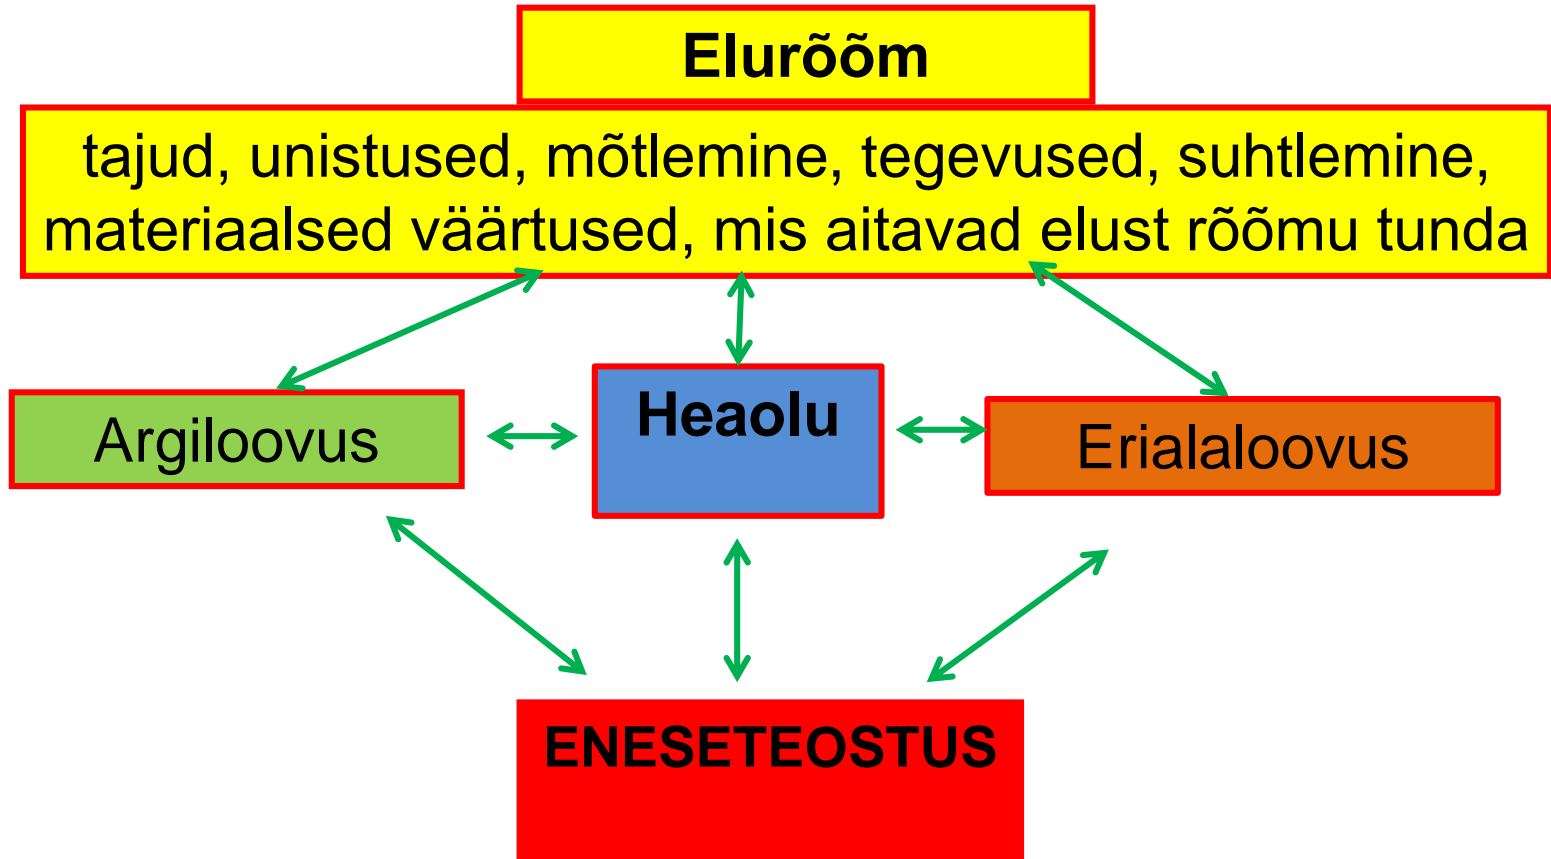 Elurõõm
tajud, unistused, mõtlemine, tegevused, suhtlemine,
materiaalsed väärtused, mis aitavad elust rõõmu tunda
Argiloovus
Heaolu
Erialaloovus
ENESETEOSTUS